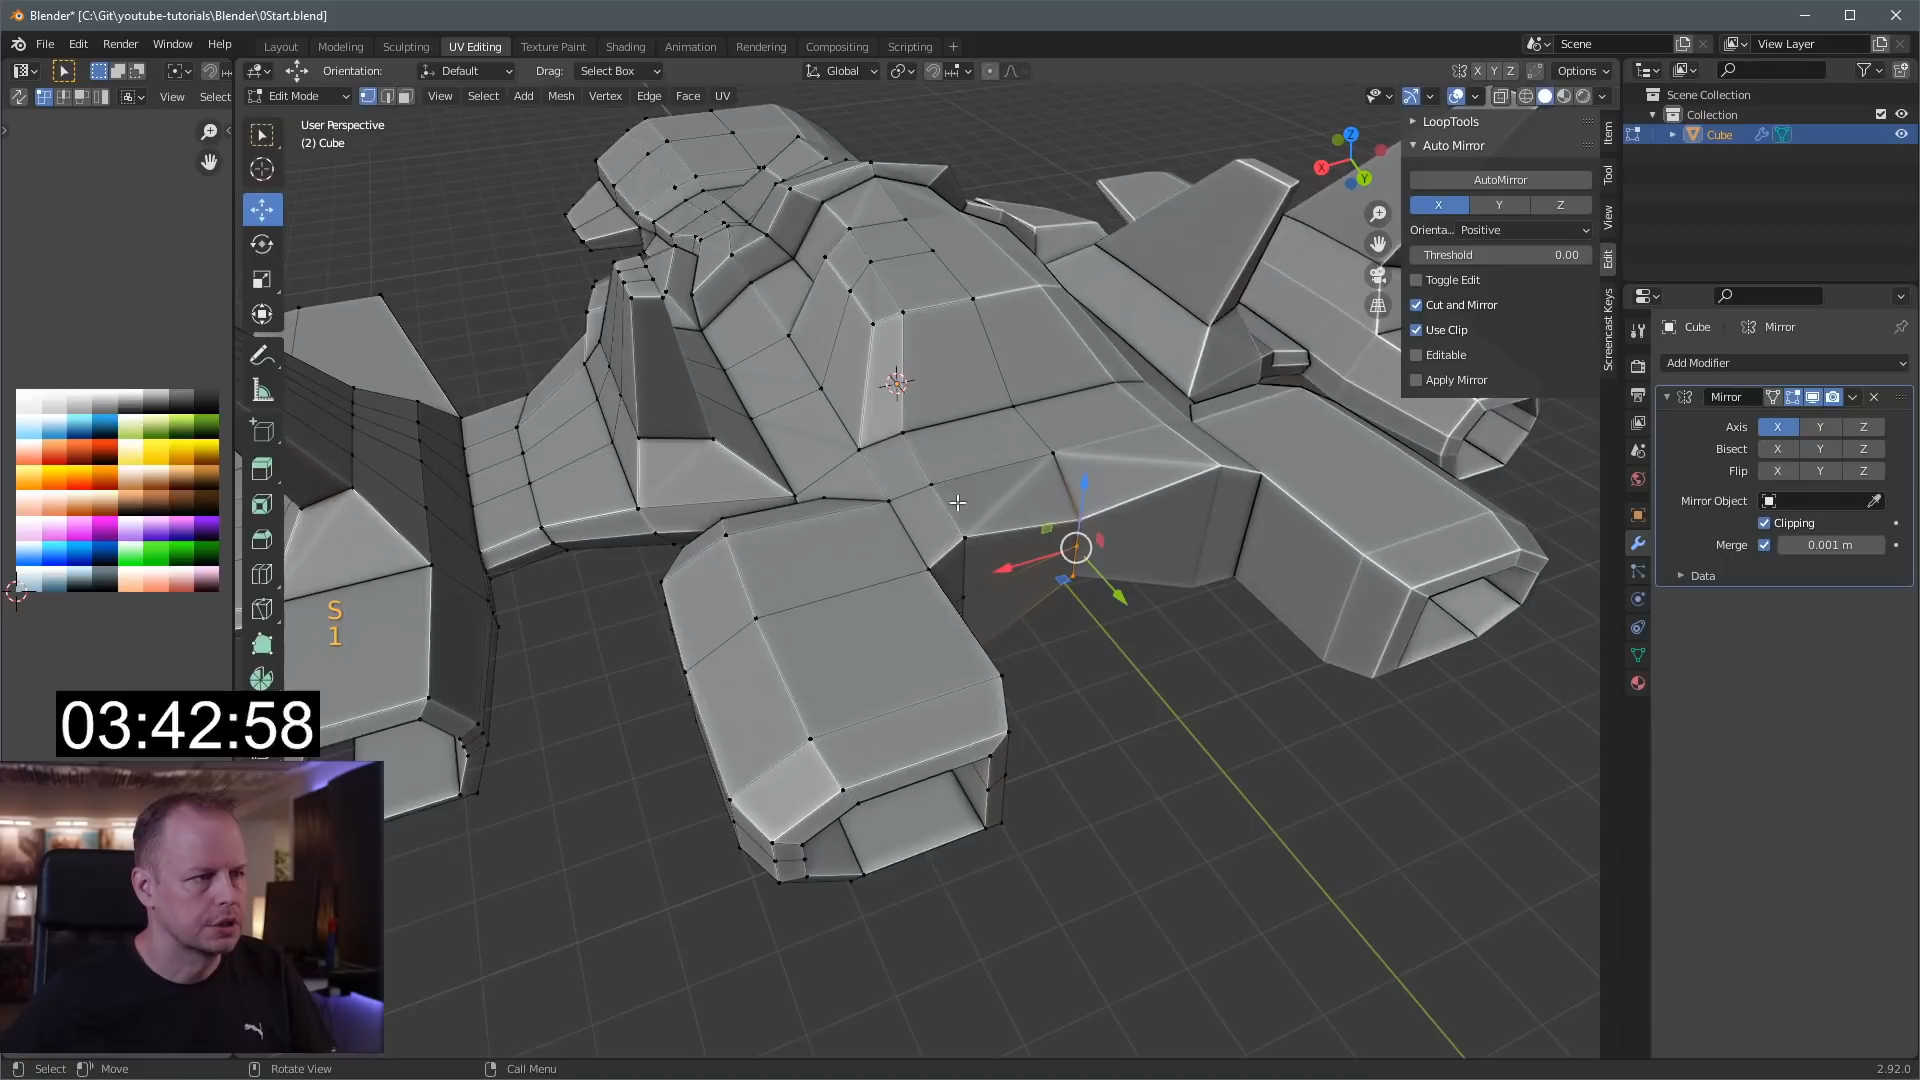 Blender* [C:\Git\youtube-tutorials\Blender\0Start.blend]
File Edit Render Window Help
Layout Modeling Sculpting UV Editing Texture Paint Shading Animation Rendering Compositing Scripting +
Scene
View Layer
Orientation: Default Drag: Select Box
Global
X Y Z Options
View Select
Edit Mode View Select Add Mesh Vertex Edge Face UV
User Perspective
(2) Cube
Scene Collection
Collection
Cube
LoopTools
Auto Mirror
AutoMirror
X Y Z
Orienta... Positive
Threshold 0.00
Toggle Edit
Cut and Mirror
Use Clip
Editable
Apply Mirror
Item
Tool
View
Edit
Screencast Keys
Z
X
Y
Cube Mirror
Add Modifier
Mirror
Axis X Y Z
Bisect X Y Z
Flip X Y Z
Mirror Object
Clipping
Merge 0.001 m
Data
S
1
03:42:58
Select Move Rotate View Call Menu 2.92.0